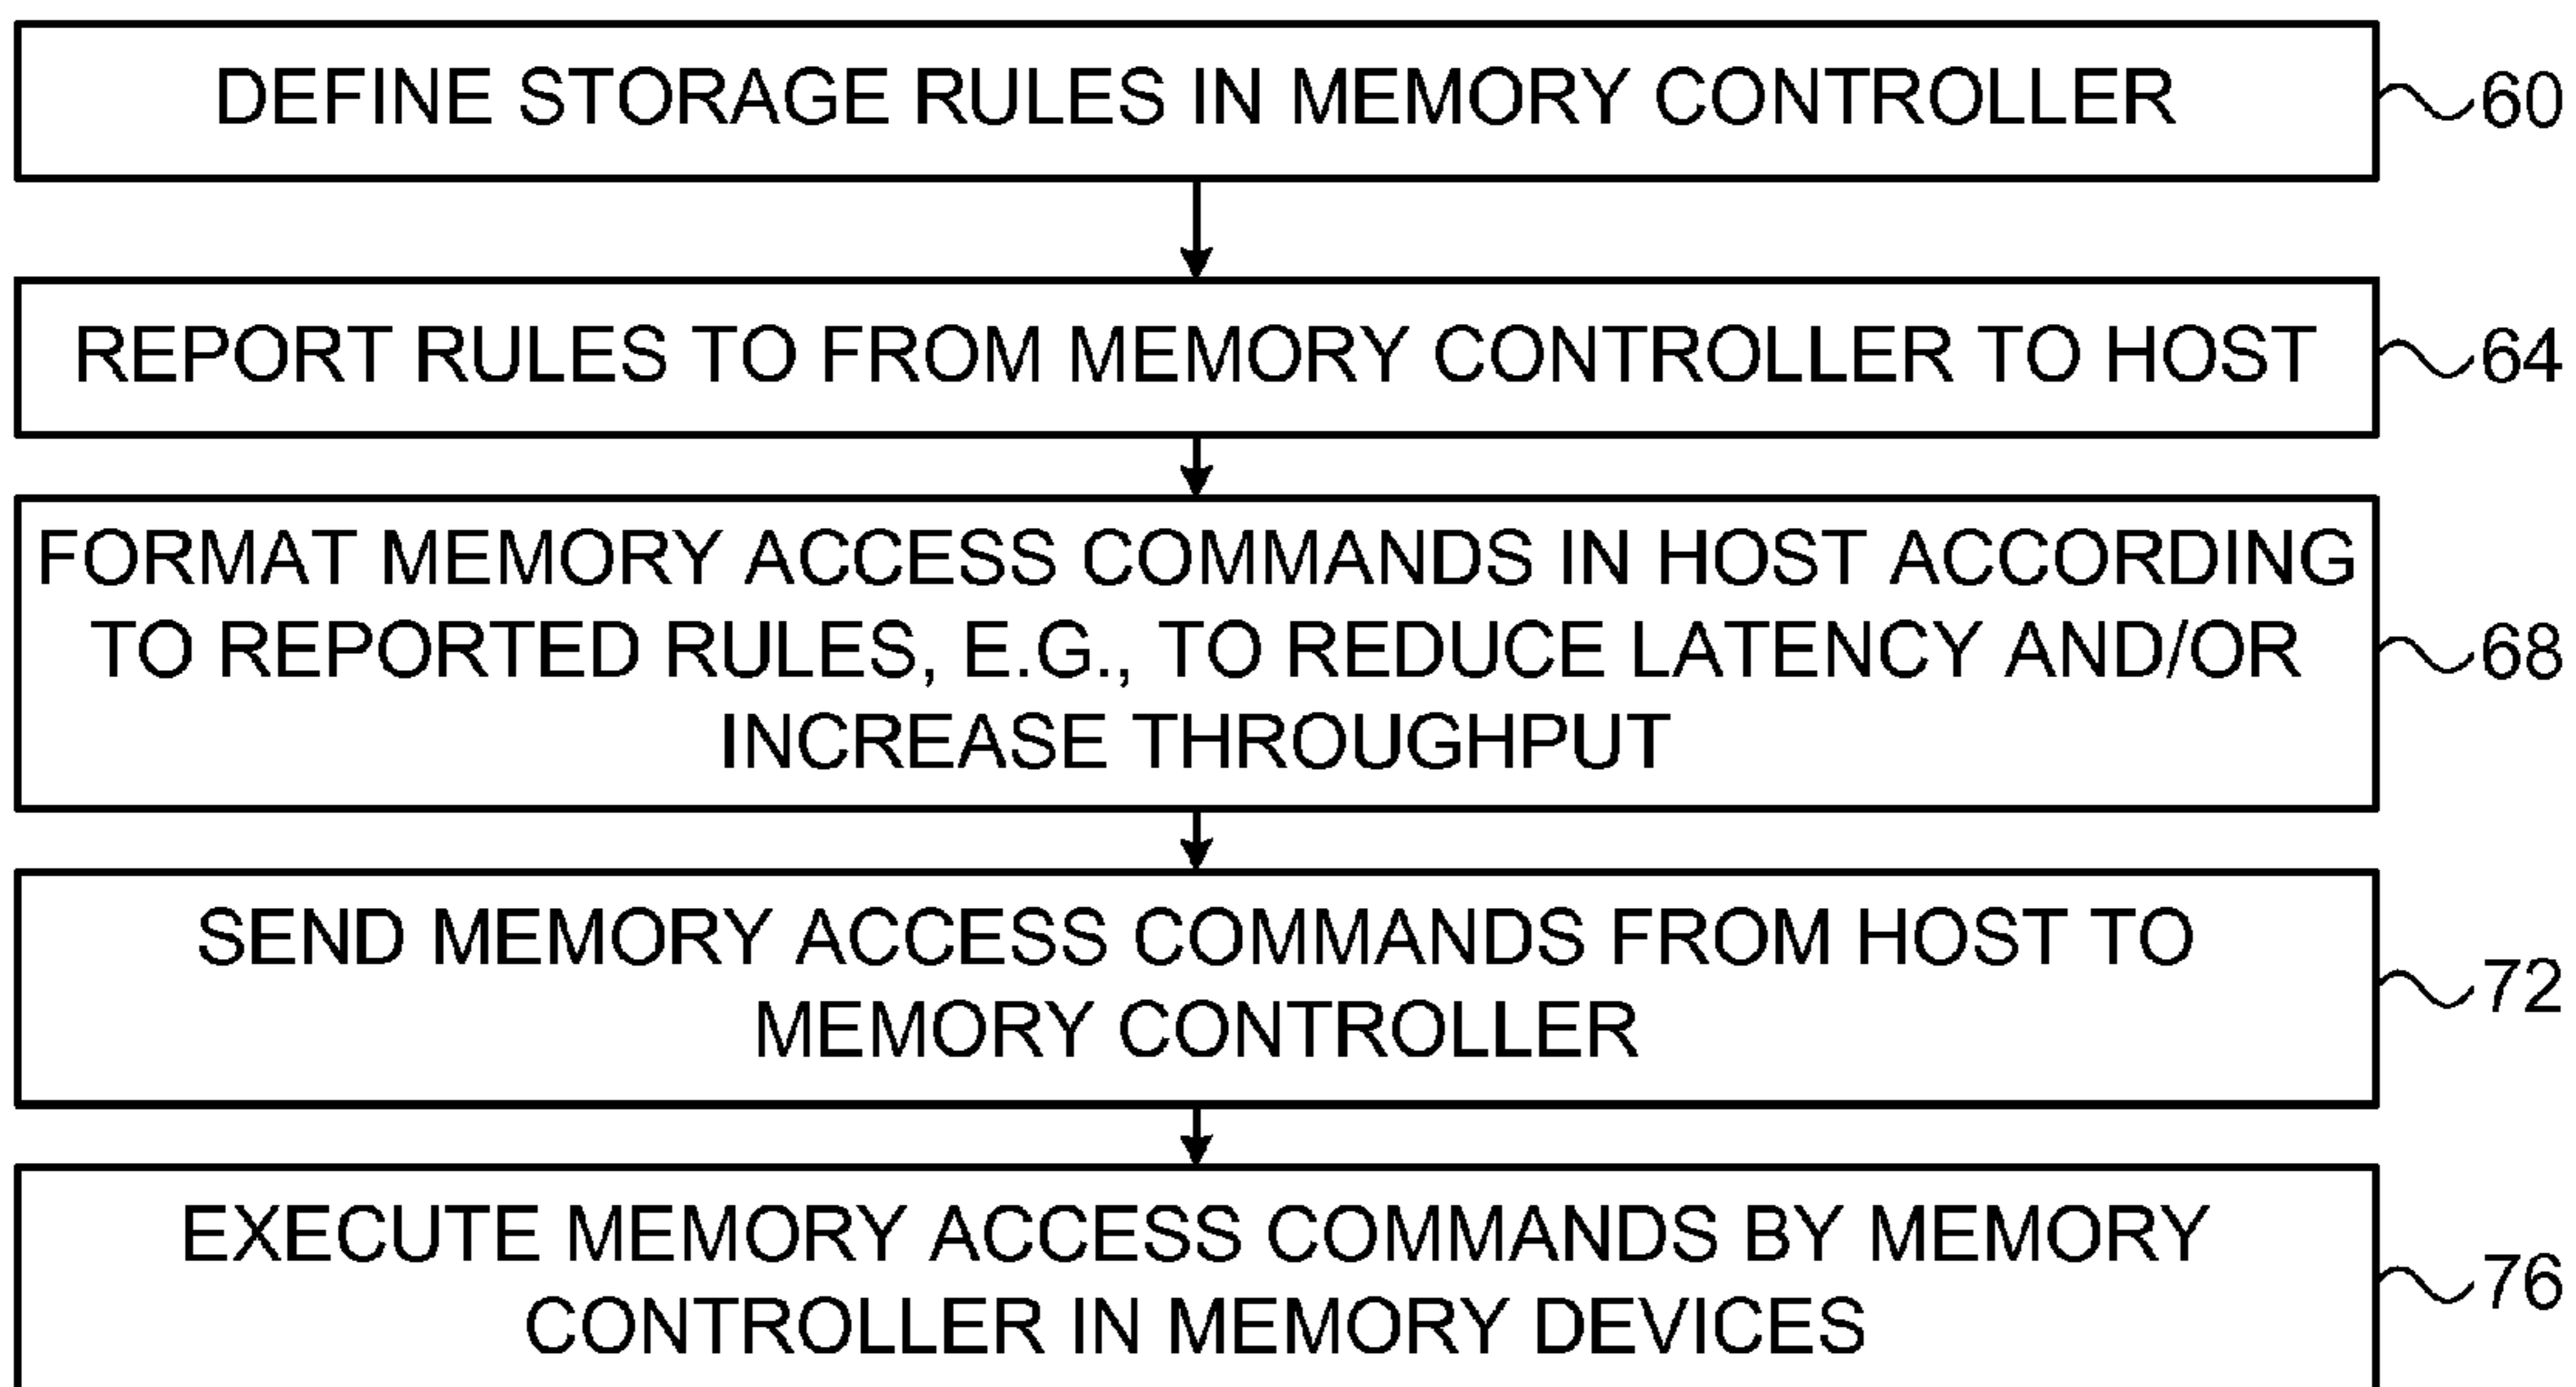 DEFINE STORAGE RULES IN MEMORY CONTROLLER
60
REPORT RULES TO FROM MEMORY CONTROLLER TO HOST
64
FORMAT MEMORY ACCESS COMMANDS IN HOST ACCORDING
TO REPORTED RULES, E.G., TO REDUCE LATENCY AND/OR
INCREASE THROUGHPUT
68
SEND MEMORY ACCESS COMMANDS FROM HOST TO
MEMORY CONTROLLER
72
EXECUTE MEMORY ACCESS COMMANDS BY MEMORY
CONTROLLER IN MEMORY DEVICES
76